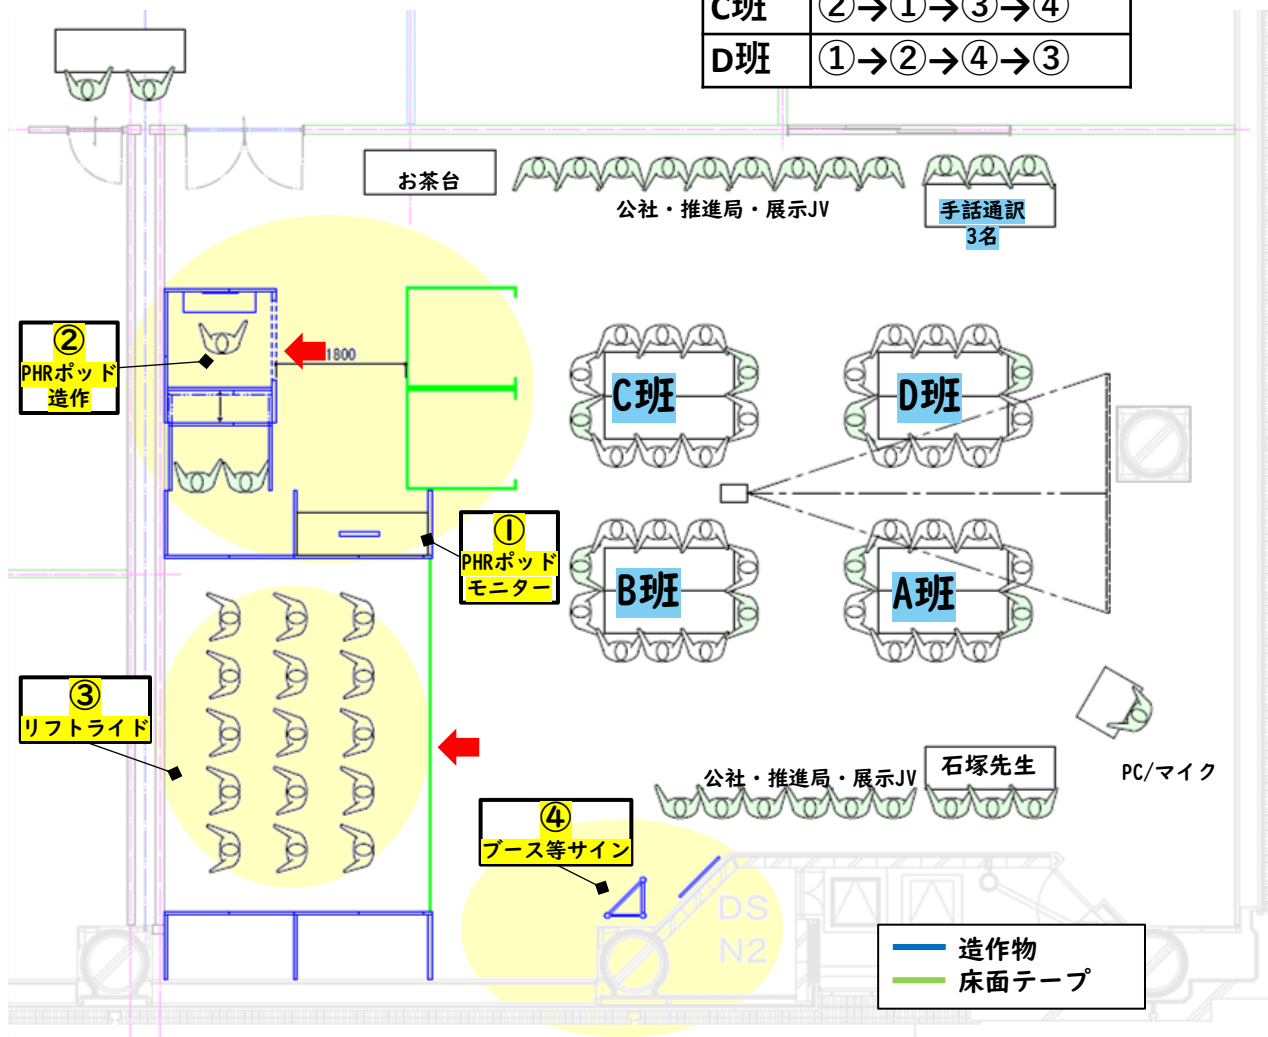 C班 ②→①→③→④
D班 ①→②→④→③
お茶台
公社・推進局・展示JV
手話通訳
3名
②
PHRポッド
造作
1800
C班
D班
①
PHRポッド
モニター
B班
A班
③
リフトライド
公社・推進局・展示JV
石塚先生
PC/マイク
④
ブース等サイン
DS
N2
造作物
床面テープ